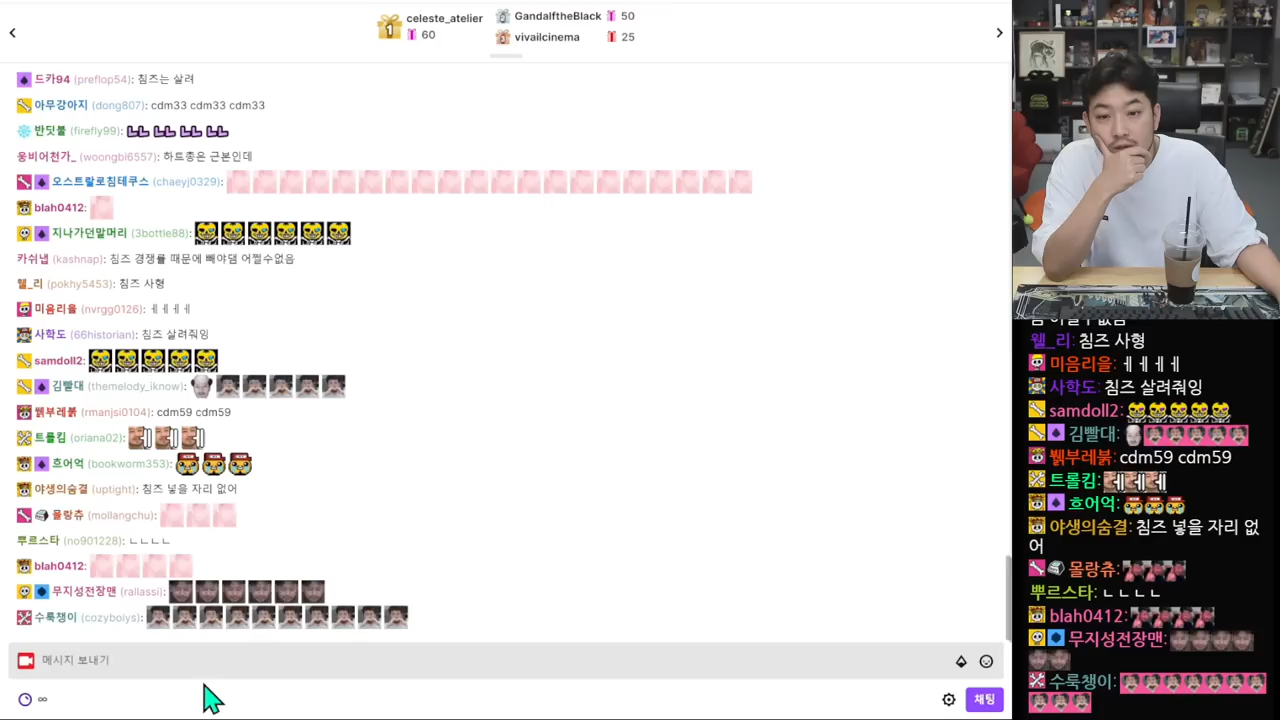 celeste_atelier
60
GandalftheBlack 50
vivailcinema 25
드카94 (preflop54): 침즈는 살려
아무강아지 (dong807): cdm33 cdm33 cdm33
반딧불 (firefly99):
웅비어천가_ (woongbi6557): 하트총은 근본인데
오스트랄로침테쿠스 (chaeyj0329):
blah0412:
지나가던말머리 (3bottle88):
카쉬냅 (kashnap): 침즈 경쟁률 때문에 빼야댐 어쩔수없음
웰_리 (pokhy5453): 침즈 사형
미음리을 (nvrgg0126): ㅔㅔㅔㅔ
사학도 (66historian): 침즈 살려줘잉
samdoll2:
김빨대 (themelody_iknow):
쀍부레붉 (rmanjsi0104): cdm59 cdm59
트롤킴 (oriana02):
흐어억 (bookworm353):
야생의숨결 (uptight): 침즈 넣을 자리 없어
몰랑츄 (mollangchu):
뿌르스타 (no901228): ㄴㄴㄴㄴ
blah0412:
무지성전장맨 (rallassi):
수룩챙이 (cozyboiys):
메시지 보내기
채팅
웰_리: 침즈 사형
미음리을: ㅔㅔㅔㅔ
사학도: 침즈 살려줘잉
samdoll2:
김빨대:
쀍부레붉: cdm59 cdm59
트롤킴:
흐어억:
야생의숨결: 침즈 넣을 자리 없
어
몰랑츄:
뿌르스타: ㄴㄴㄴㄴ
blah0412:
무지성전장맨:
수룩챙이: